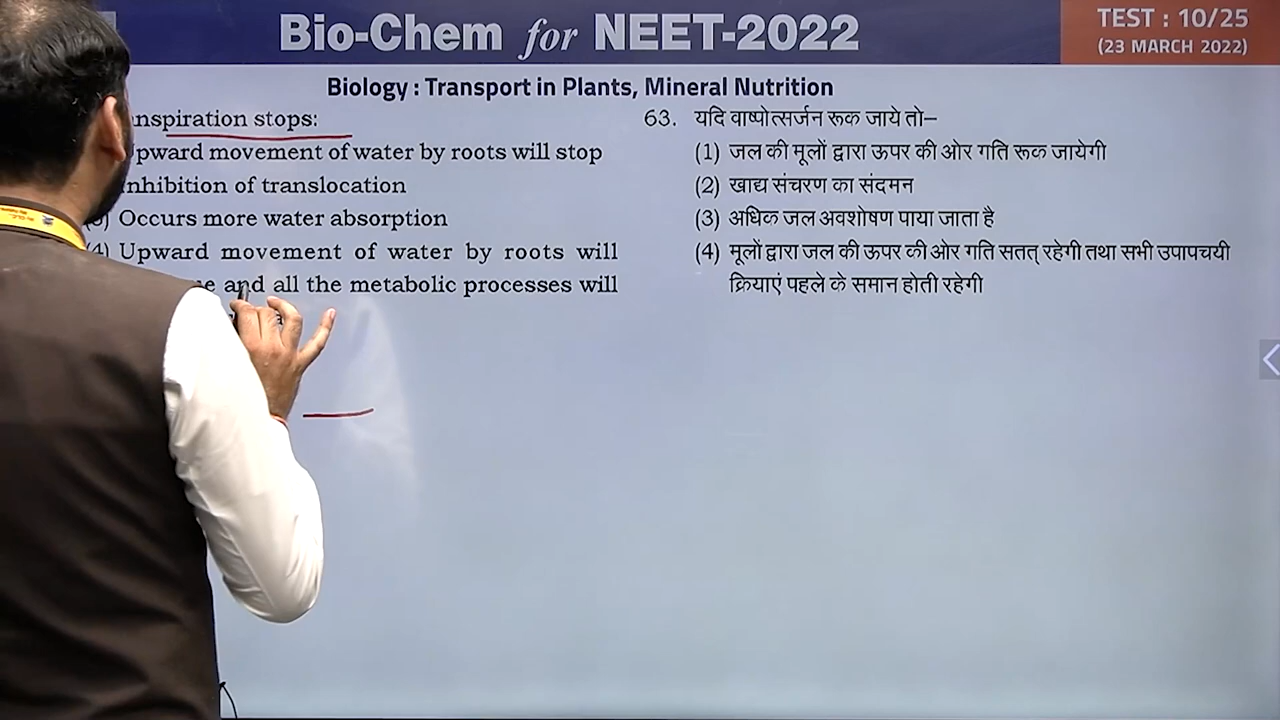 Bio-Chem for NEET-2022
TEST : 10/25
(23 MARCH 2022)
Biology : Transport in Plants, Mineral Nutrition
stops:
movement of water by roots will stop
of translocation
Occurs more water absorption
(4) Upward movement of water by roots will
and all the metabolic processes will
63. यदि वाष्पोत्सर्जन रूक जाये तो–
(1) जल की मूलों द्वारा ऊपर की ओर गति रूक जायेगी
(2) खाद्य संचरण का संदमन
(3) अधिक जल अवशोषण पाया जाता है
(4) मूलों द्वारा जल की ऊपर की ओर गति सतत् रहेगी तथा सभी उपापचयी
क्रियाएं पहले के समान होती रहेगी